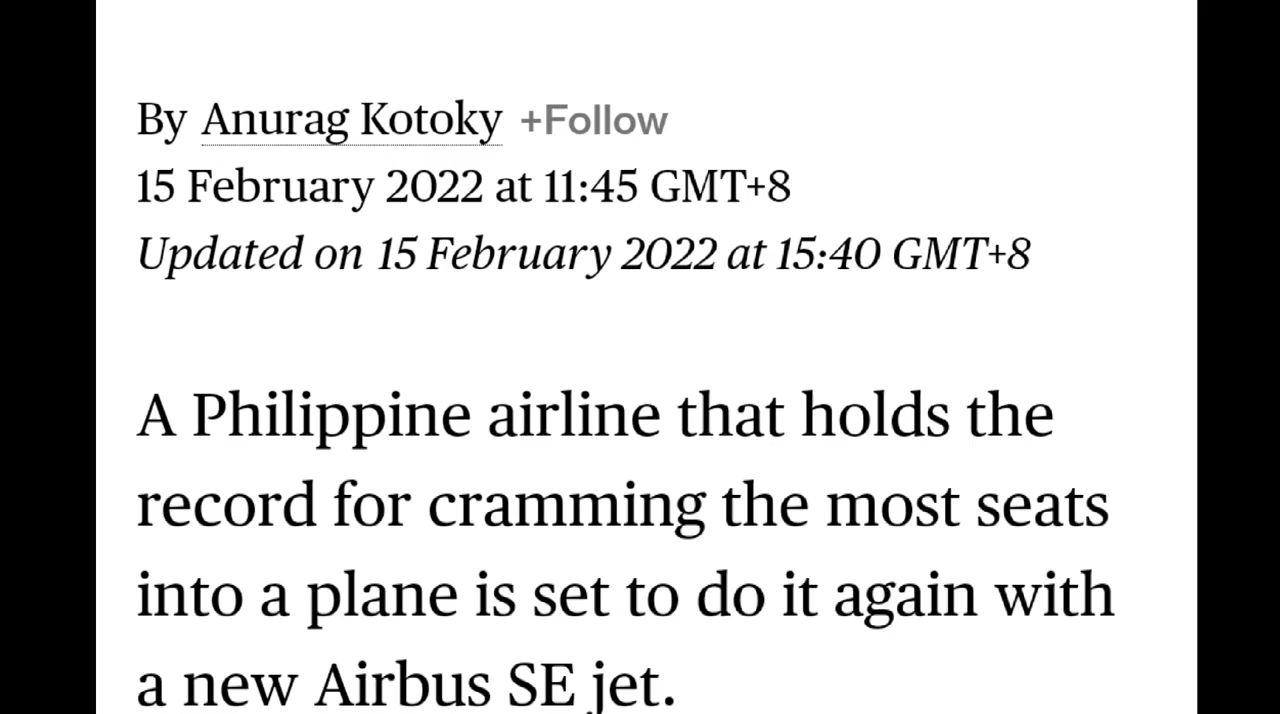 By Anurag Kotoky +Follow
15 February 2022 at 11:45 GMT+8
Updated on 15 February 2022 at 15:40 GMT+8
A Philippine airline that holds the
record for cramming the most seats
into a plane is set to do it again with
a new Airbus SE jet.